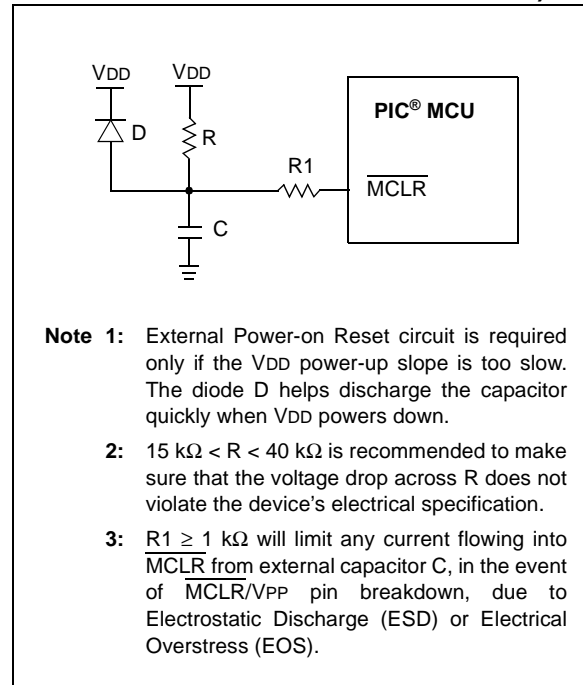 VDD VDD
D
R
R1
C
PIC® MCU
MCLR
Note 1: External Power-on Reset circuit is required
only if the VDD power-up slope is too slow.
The diode D helps discharge the capacitor
quickly when VDD powers down.
2: 15 kΩ < R < 40 kΩ is recommended to make
sure that the voltage drop across R does not
violate the device's electrical specification.
3: R1 ≥ 1 kΩ will limit any current flowing into
MCLR from external capacitor C, in the event
of MCLR/VPP pin breakdown, due to
Electrostatic Discharge (ESD) or Electrical
Overstress (EOS).